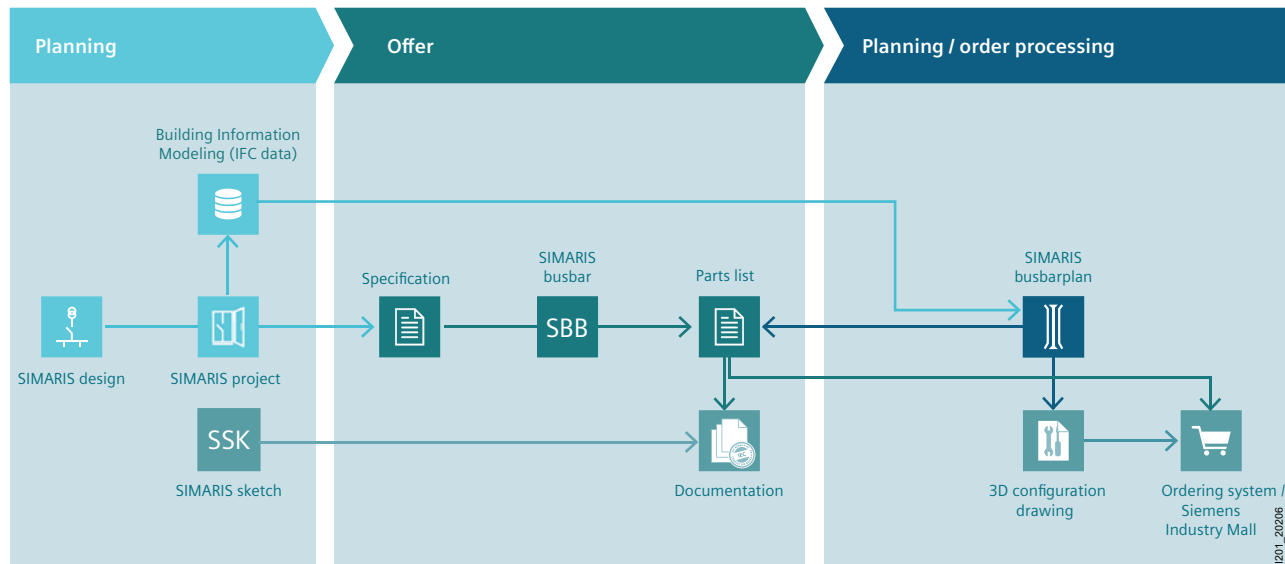 Planning
Offer
Planning / order processing
Building Information
Modeling (IFC data)
Specification
SIMARIS
busbar
Parts list
SIMARIS
busbarplan
SBB
SIMARIS design
SIMARIS project
SSK
IEC
SIMARIS sketch
Documentation
3D configuration
drawing
Ordering system /
Siemens
Industry Mall
I201_20206